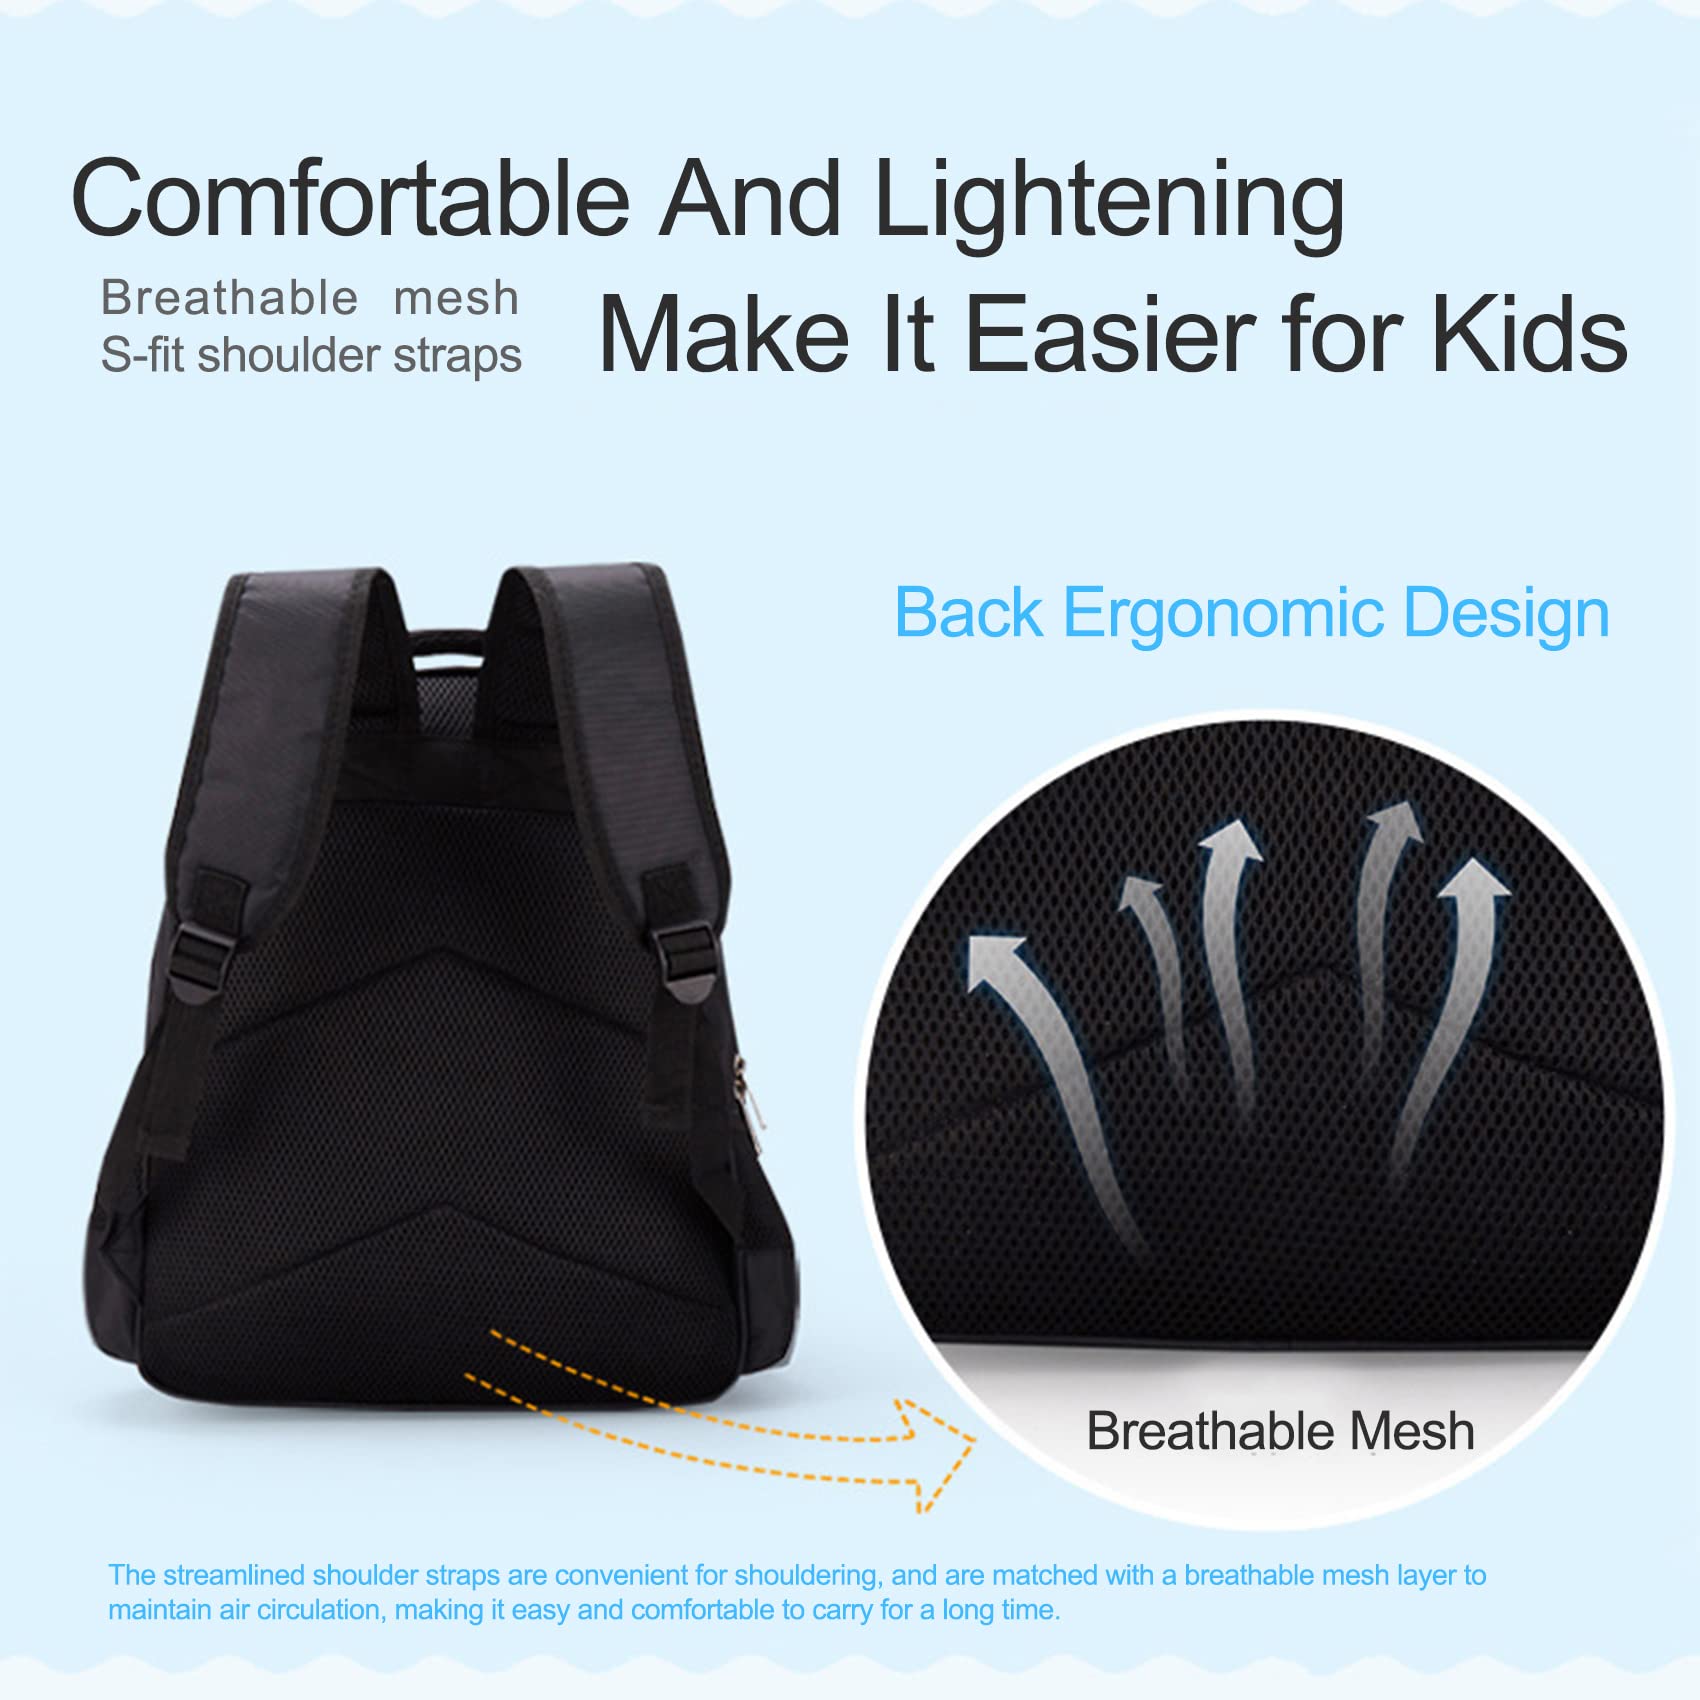 Comfortable And Lightening
Breathable mesh
S-fit shoulder straps
Make It Easier for Kids
Back Ergonomic Design
Breathable Mesh
The streamlined shoulder straps are convenient for shouldering, and are matched with a breathable mesh layer to
maintain air circulation, making it easy and comfortable to carry for a long time.